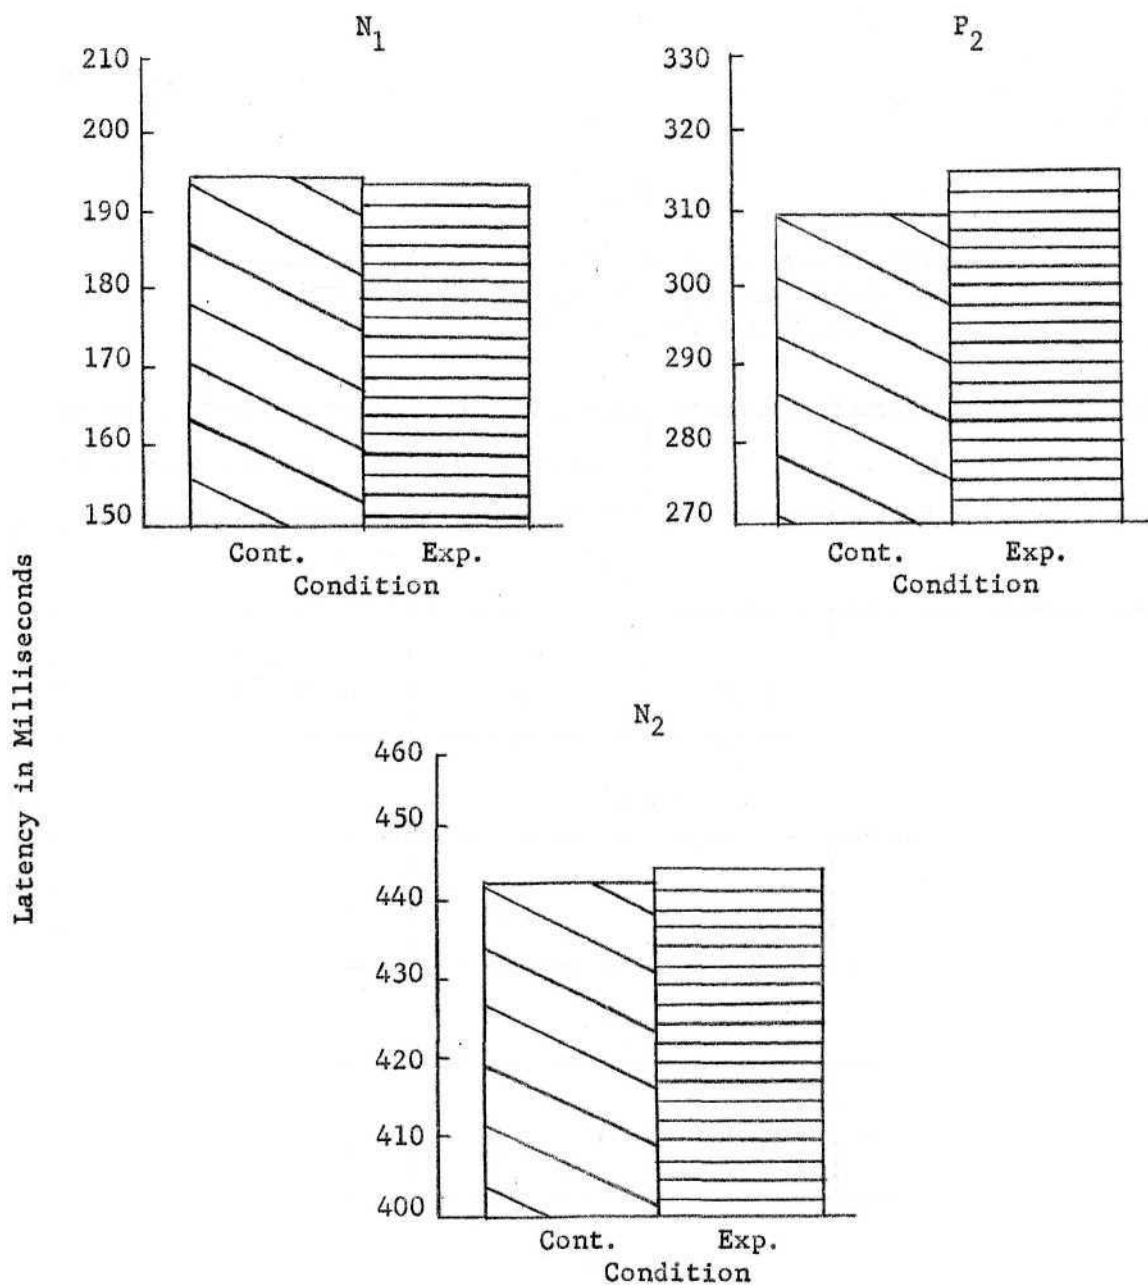 N1
210
200
190
180
170
160
150
Cont. Exp.
Condition
P2
330
320
310
300
290
280
270
Cont. Exp.
Condition
Latency in Milliseconds
N2
460
450
440
430
420
410
400
Cont. Exp.
Condition